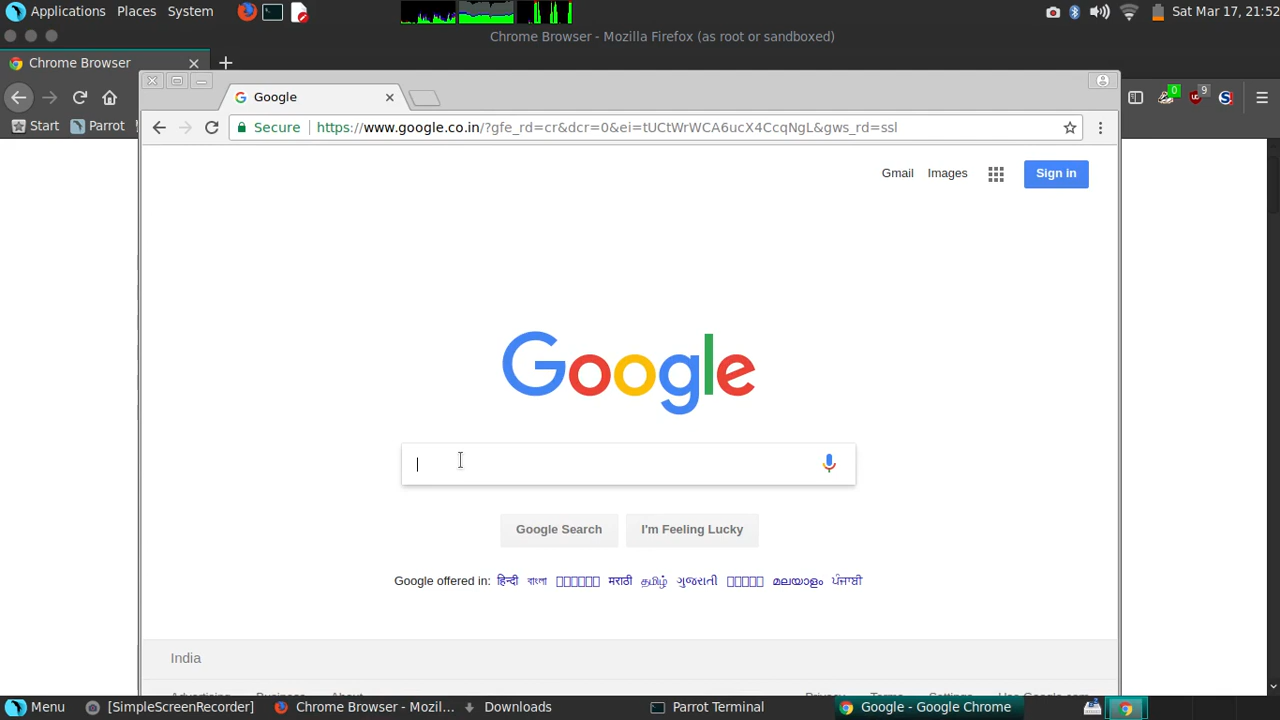 Applications Places System Sat Mar 17, 21:52
Chrome Browser - Mozilla Firefox (as root or sandboxed)
Chrome Browser
Google
0 9
Secure https://www.google.co.in/?gfe_rd=cr&dcr=0&ei=tUCtWrWCA6ucX4CcqNgL&gws_rd=ssl
Start Parrot
Gmail Images Sign in
Google
Google Search I'm Feeling Lucky
Google offered in: हिन्दी বাংলা मराठी தமிழ் ગુજરાતી മലയാളം ਪੰਜਾਬੀ
India
Advertising Business About Privacy Terms Settings Use Google.com
Menu [SimpleScreenRecorder] Chrome Browser - Mozil... Downloads Parrot Terminal Google - Google Chrome